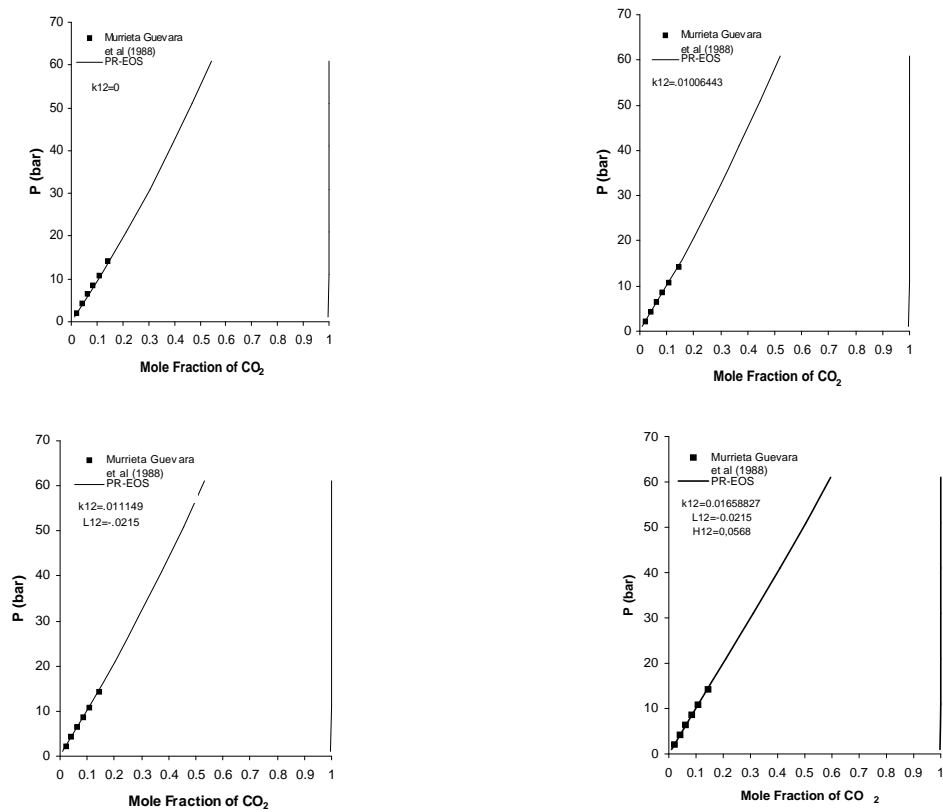 70
60
50
40
30
20
10
0
P (bar)
Murrieta Guevara
et al (1988)
PR-EOS
k12=0
0 0.1 0.2 0.3 0.4 0.5 0.6 0.7 0.8 0.9 1
Mole Fraction of CO₂
70
60
50
40
30
20
10
0
P (bar)
Murrieta Guevara
et al (1988)
PR-EOS
k12=.01006443
0 0.1 0.2 0.3 0.4 0.5 0.6 0.7 0.8 0.9 1
Mole Fraction of CO₂
70
60
50
40
30
20
10
0
P (bar)
Murrieta Guevara
et al (1988)
PR-EOS
k12=.011149
L12=-.0215
0 0.1 0.2 0.3 0.4 0.5 0.6 0.7 0.8 0.9 1
Mole Fraction of CO₂
70
60
50
40
30
20
10
0
P (bar)
Murrieta Guevara
et al (1988)
PR-EOS
k12=0.01658827
L12=-0.0215
H12=0,0568
0 0.1 0.2 0.3 0.4 0.5 0.6 0.7 0.8 0.9 1
Mole Fraction of CO ₂